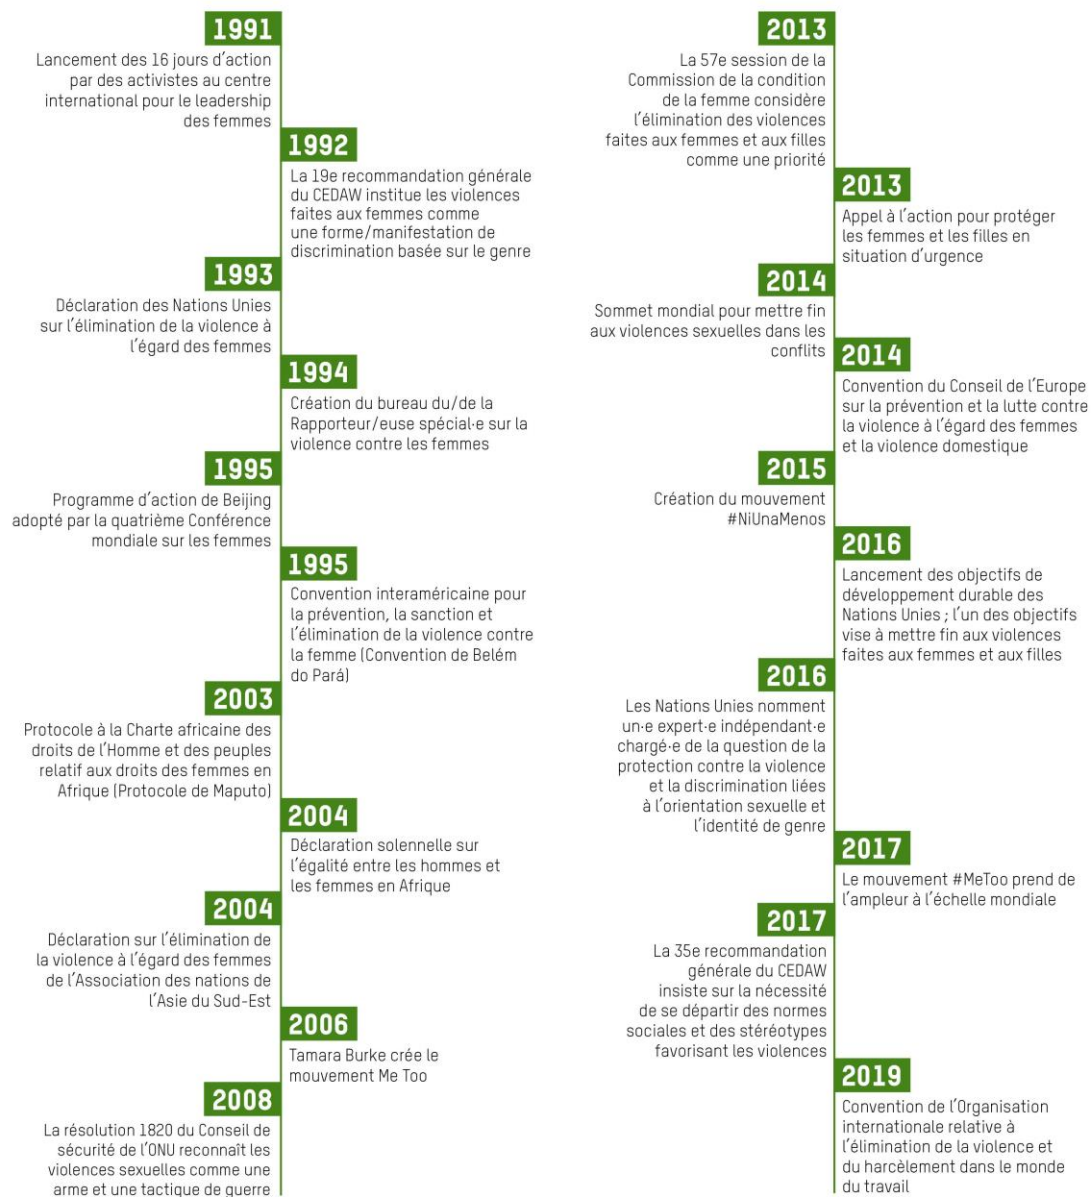 1991
Lancement des 16 jours d'action
par des activistes au centre
international pour le leadership
des femmes
1992
La 19e recommandation générale
du CEDAW institue les violences
faites aux femmes comme
une forme/manifestation de
discrimination basée sur le genre
1993
Déclaration des Nations Unies
sur l'élimination de la violence à
l'égard des femmes
1994
Création du bureau du/de la
Rapporteur/euse spécial·e sur la
violence contre les femmes
1995
Programme d'action de Beijing
adopté par la quatrième Conférence
mondiale sur les femmes
1995
Convention interaméricaine pour
la prévention, la sanction et
l'élimination de la violence contre
la femme (Convention de Belém
do Pará)
2003
Protocole à la Charte africaine des
droits de l'Homme et des peuples
relatif aux droits des femmes en
Afrique (Protocole de Maputo)
2004
Déclaration solennelle sur
l'égalité entre les hommes et
les femmes en Afrique
2004
Déclaration sur l'élimination de
la violence à l'égard des femmes
de l'Association des nations de
l'Asie du Sud-Est
2006
Tamara Burke crée le
mouvement Me Too
2008
La résolution 1820 du Conseil de
sécurité de l'ONU reconnaît les
violences sexuelles comme une
arme et une tactique de guerre
2013
La 57e session de la
Commission de la condition
de la femme considère
l'élimination des violences
faites aux femmes et aux filles
comme une priorité
2013
Appel à l'action pour protéger
les femmes et les filles en
situation d'urgence
2014
Sommet mondial pour mettre fin
aux violences sexuelles dans les
conflits
2014
Convention du Conseil de l'Europe
sur la prévention et la lutte contre
la violence à l'égard des femmes
et la violence domestique
2015
Création du mouvement
#NiUnaMenos
2016
Lancement des objectifs de
développement durable des
Nations Unies ; l'un des objectifs
vise à mettre fin aux violences
faites aux femmes et aux filles
2016
Les Nations Unies nomment
un·e expert·e indépendant·e
chargé·e de la question de la
protection contre la violence
et la discrimination liées
à l'orientation sexuelle et
l'identité de genre
2017
Le mouvement #MeToo prend de
l'ampleur à l'échelle mondiale
2017
La 35e recommandation
générale du CEDAW
insiste sur la nécessité
de se départir des normes
sociales et des stéréotypes
favorisant les violences
2019
Convention de l'Organisation
internationale relative à
l'élimination de la violence et
du harcèlement dans le monde
du travail